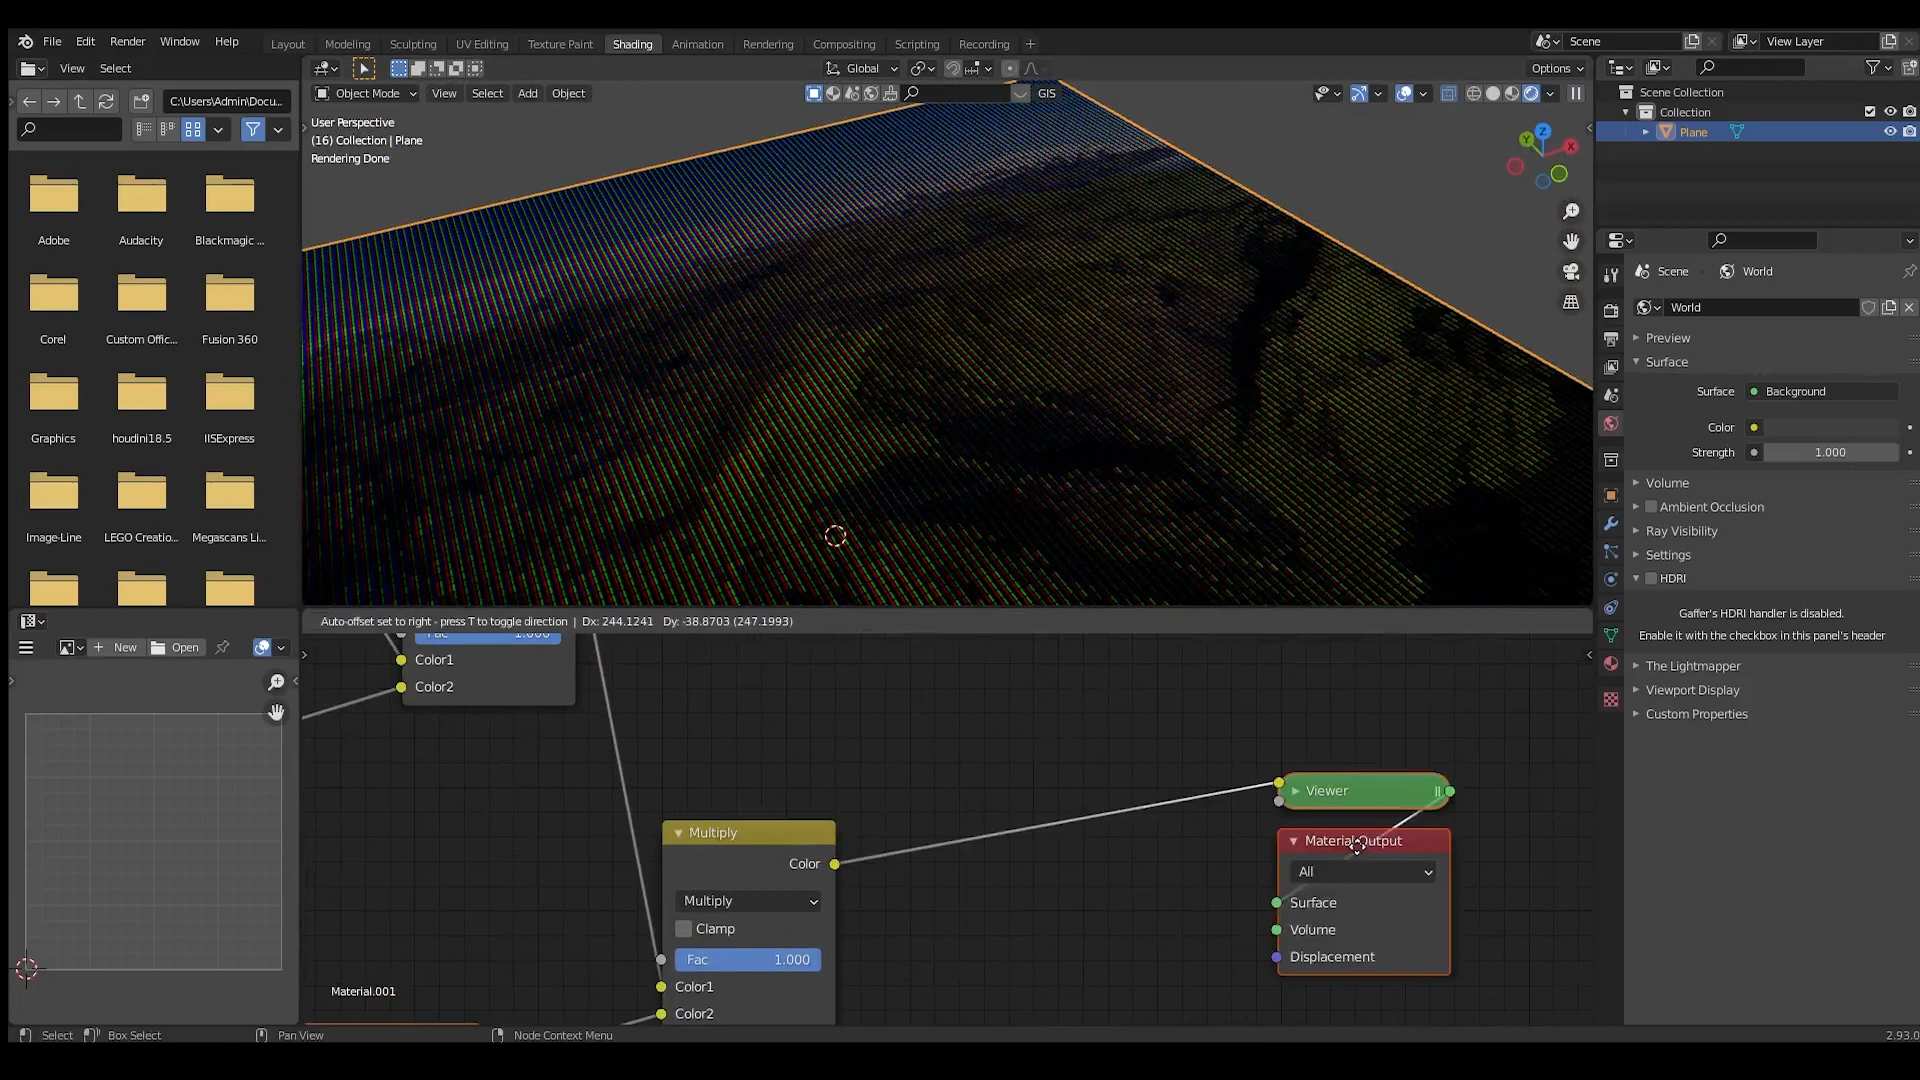 File Edit Render Window Help
Layout Modeling Sculpting UV Editing Texture Paint Shading Animation Rendering Compositing Scripting Recording +
Scene
View Layer
View Select
Global
Options
C:\Users\Admin\Docu...
Object Mode View Select Add Object
GIS
User Perspective
(16) Collection | Plane
Rendering Done
Adobe
Audacity
Blackmagic ...
Corel
Custom Offic...
Fusion 360
Graphics
houdini18.5
IISExpress
Image-Line
LEGO Creatio...
Megascans Li...
Z
Y
X
Scene Collection
Collection
Plane
Scene
World
World
Preview
Surface
Surface
Background
Color
Strength
1.000
Volume
Ambient Occlusion
Ray Visibility
Settings
HDRI
Gaffer's HDRI handler is disabled.
Enable it with the checkbox in this panel's header
The Lightmapper
Viewport Display
Custom Properties
New
Open
Auto-offset set to right - press T to toggle direction | Dx: 244.1241 Dy: -38.8703 (247.1993)
Fac 1.000
Color1
Color2
Multiply
Color
Multiply
Clamp
Fac 1.000
Color1
Color2
Viewer
Material Output
All
Surface
Volume
Displacement
Material.001
Select
Box Select
Pan View
Node Context Menu
2.93.0